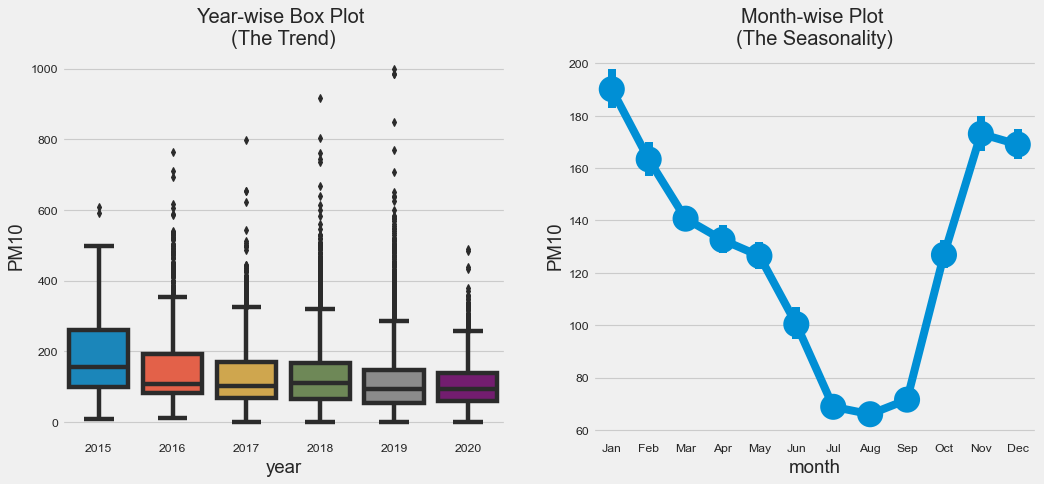 Year-wise Box Plot
(The Trend)
PM10
1000
800
600
400
200
0
2015 2016 2017 2018 2019 2020
year
Month-wise Plot
(The Seasonality)
PM10
200
180
160
140
120
100
80
60
Jan Feb Mar Apr May Jun Jul Aug Sep Oct Nov Dec
month